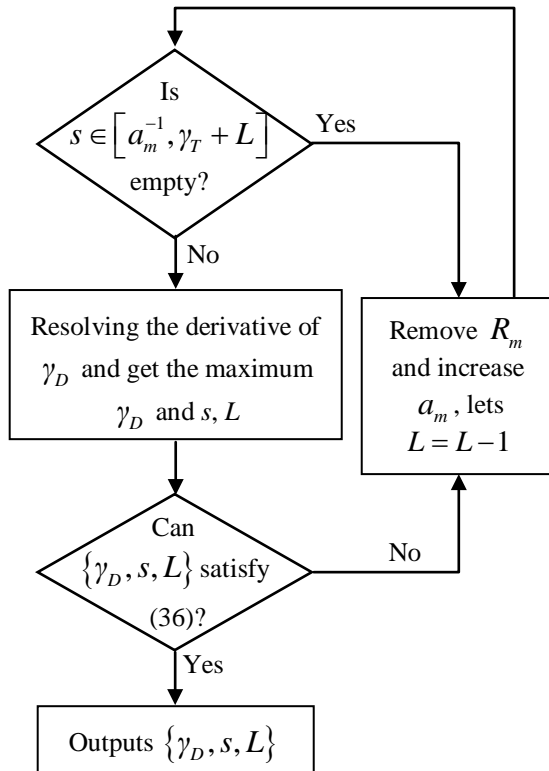 Is
s ∈ [a_m^{-1}, γ_T + L]
empty?
Yes
No
Resolving the derivative of
γ_D and get the maximum
γ_D and s, L
Remove R_m
and increase
a_m, lets
L = L − 1
Can
{γ_D, s, L} satisfy
(36)?
No
Yes
Outputs {γ_D, s, L}